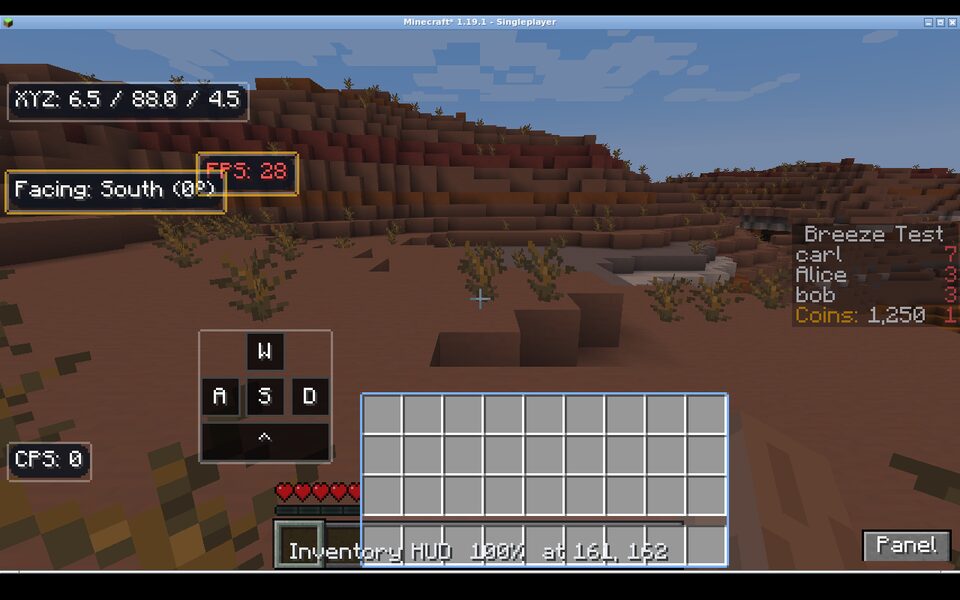 Minecraft* 1.19.1 - Singleplayer
XYZ: 6.5 / 88.0 / 4.5
FPS: 28
Facing: South (0°)
Breeze Test
carl 7
Alice 3
bob 3
Coins: 1,250 1
W
A S D
^
CPS: 0
Inventory HUD 100% at 161, 162
Panel